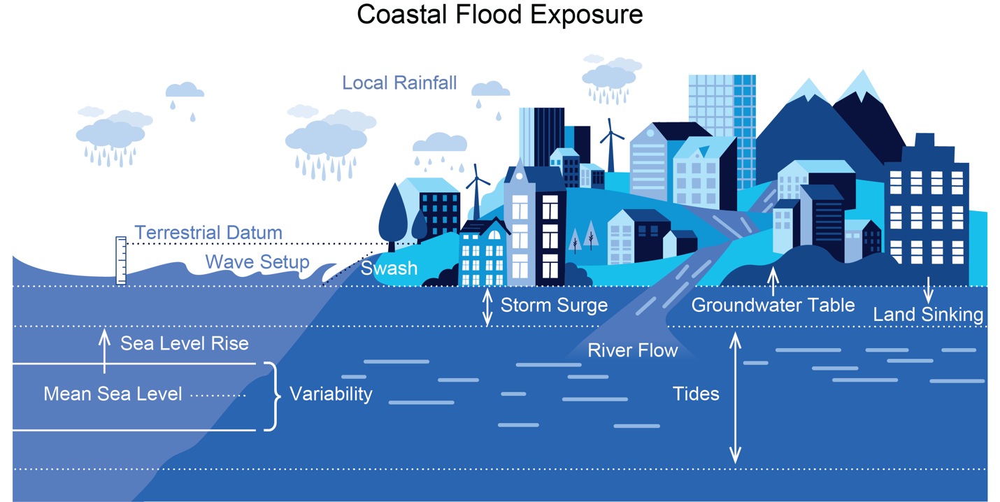 Coastal Flood Exposure
Local Rainfall
Terrestrial Datum
Wave Setup
Swash
Storm Surge
Groundwater Table
Land Sinking
Sea Level Rise
River Flow
Mean Sea Level
Variability
Tides